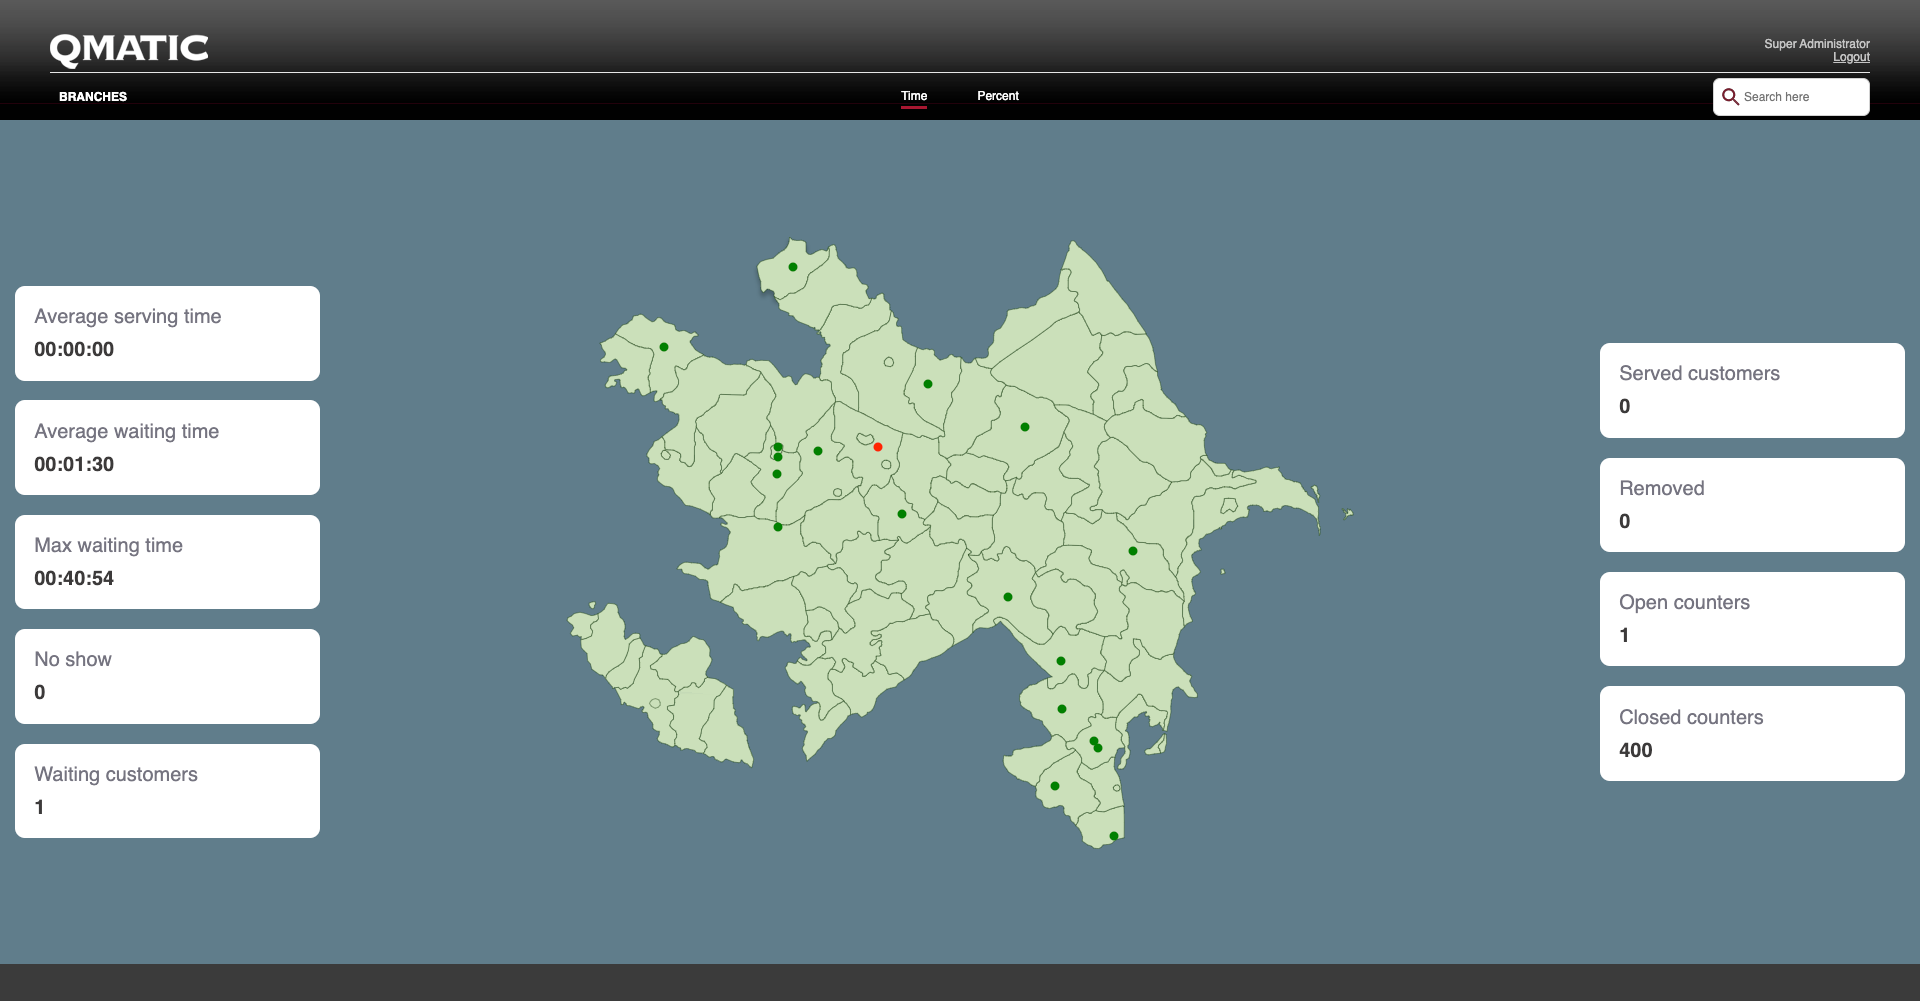 QMATIC
Super Administrator
Logout
BRANCHES
Time
Percent
Search here
Average serving time
00:00:00
Average waiting time
00:01:30
Max waiting time
00:40:54
No show
0
Waiting customers
1
Served customers
0
Removed
0
Open counters
1
Closed counters
400